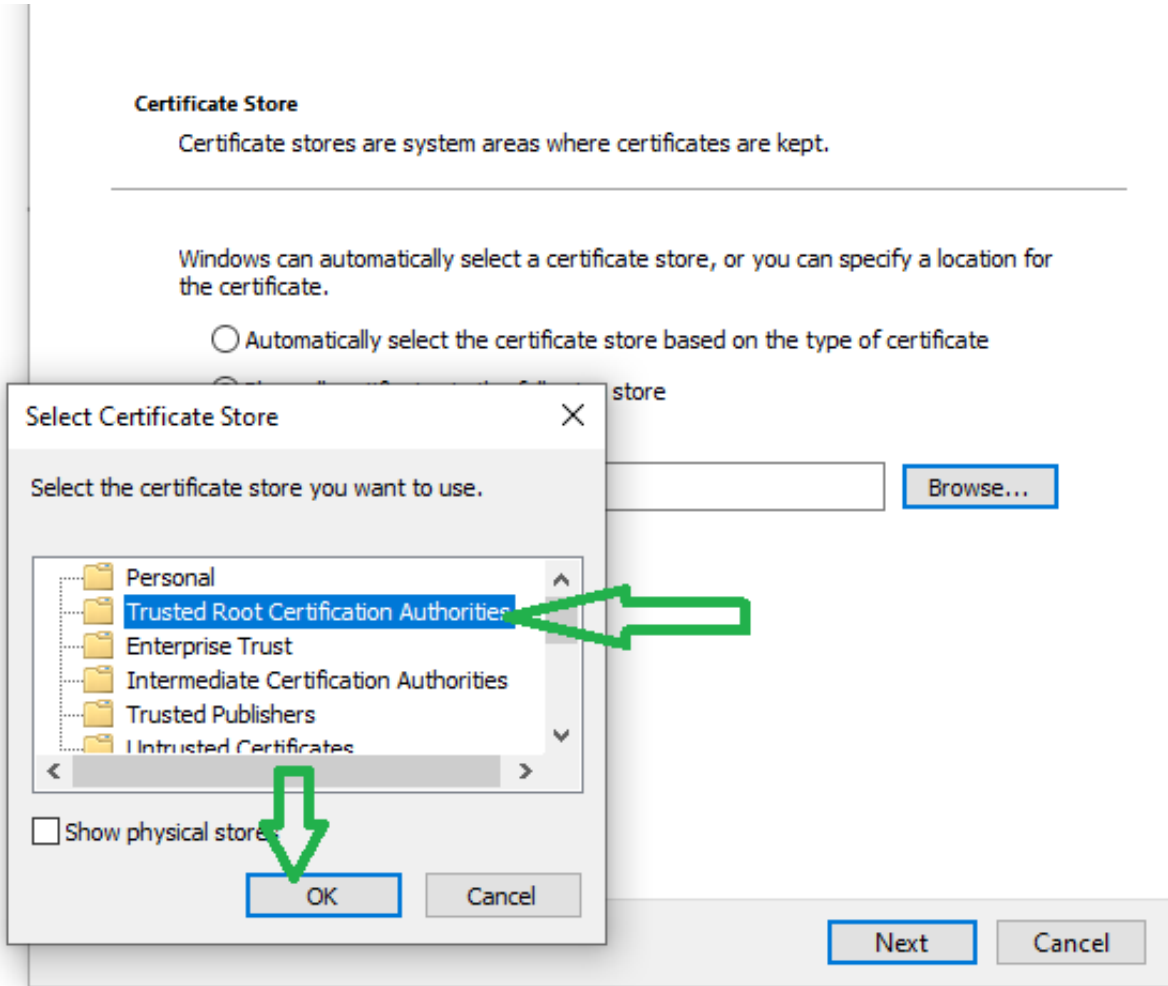 Certificate Store
Certificate stores are system areas where certificates are kept.
Windows can automatically select a certificate store, or you can specify a location for
the certificate.
Automatically select the certificate store based on the type of certificate
store
Browse...
Select Certificate Store
Select the certificate store you want to use.
Personal
Trusted Root Certification Authorities
Enterprise Trust
Intermediate Certification Authorities
Trusted Publishers
Untrusted Certificates
Show physical stores
OK Cancel
Next Cancel